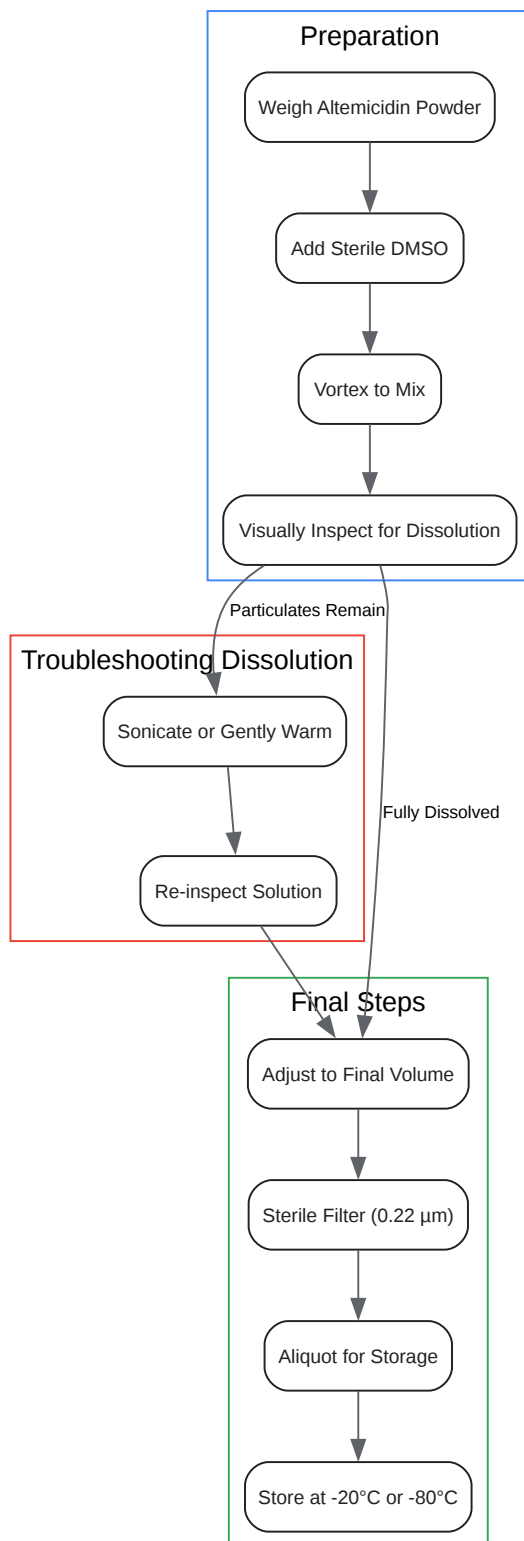 Preparation
Weigh Altemicidin Powder
Add Sterile DMSO
Vortex to Mix
Visually Inspect for Dissolution
Particulates Remain
Troubleshooting Dissolution
Sonicate or Gently Warm
Fully Dissolved
Re-inspect Solution
Final Steps
Adjust to Final Volume
Sterile Filter (0.22 µm)
Aliquot for Storage
Store at -20°C or -80°C